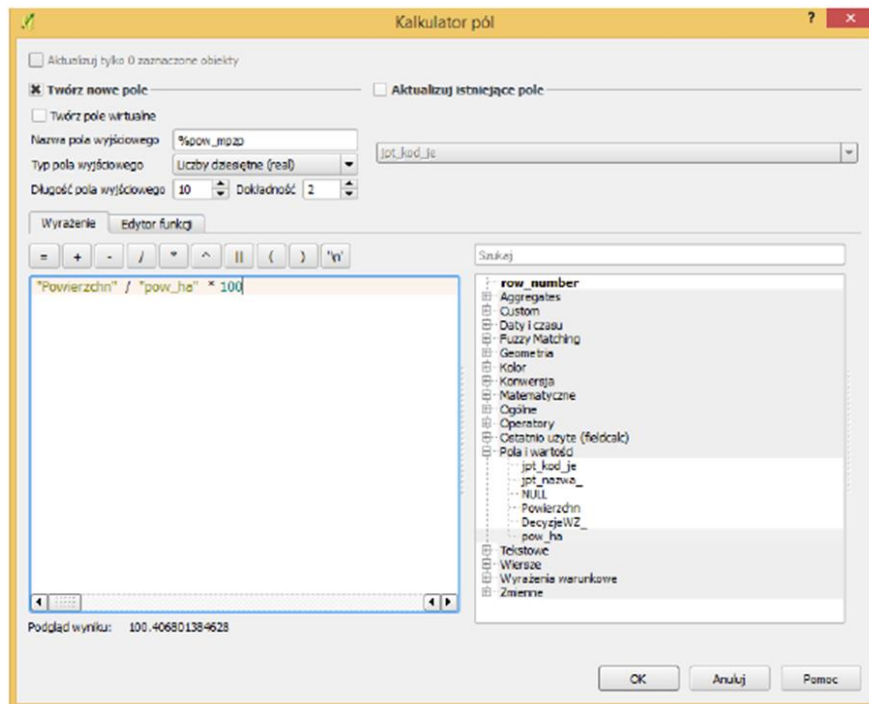 Kalkulator pól
? ×
Aktualizuj tylko 0 zaznaczone obiekty
Twórz nowe pole
Aktualizuj istniejące pole
Twórz pole wirtualne
Nazwa pola wyjściowego %pow_mpzp
Typ pola wyjściowego Liczby dziesiętne (real)
jpt_kod_je
Długość pola wyjściowego 10 Dokładność 2
Wyrażenie Edytor funkcji
= + - / * ^ || ( ) '\n'
Szukaj
"Powierzchn" / "pow_ha" * 100
row_number
Aggregates
Custom
Daty i czasu
Fuzzy Matching
Geometria
Kolor
Konwersja
Matematyczne
Ogólne
Operatory
Ostatnio użyte (fieldcalc)
Pola i wartości
jpt_kod_je
jpt_nazwa_
NULL
Powierzchn
DecyzjeWZ_
pow_ha
Tekstowe
Wiersze
Wyrażenia warunkowe
Zmienne
Podgląd wyniku: 100.406801384628
OK Anuluj Pomoc